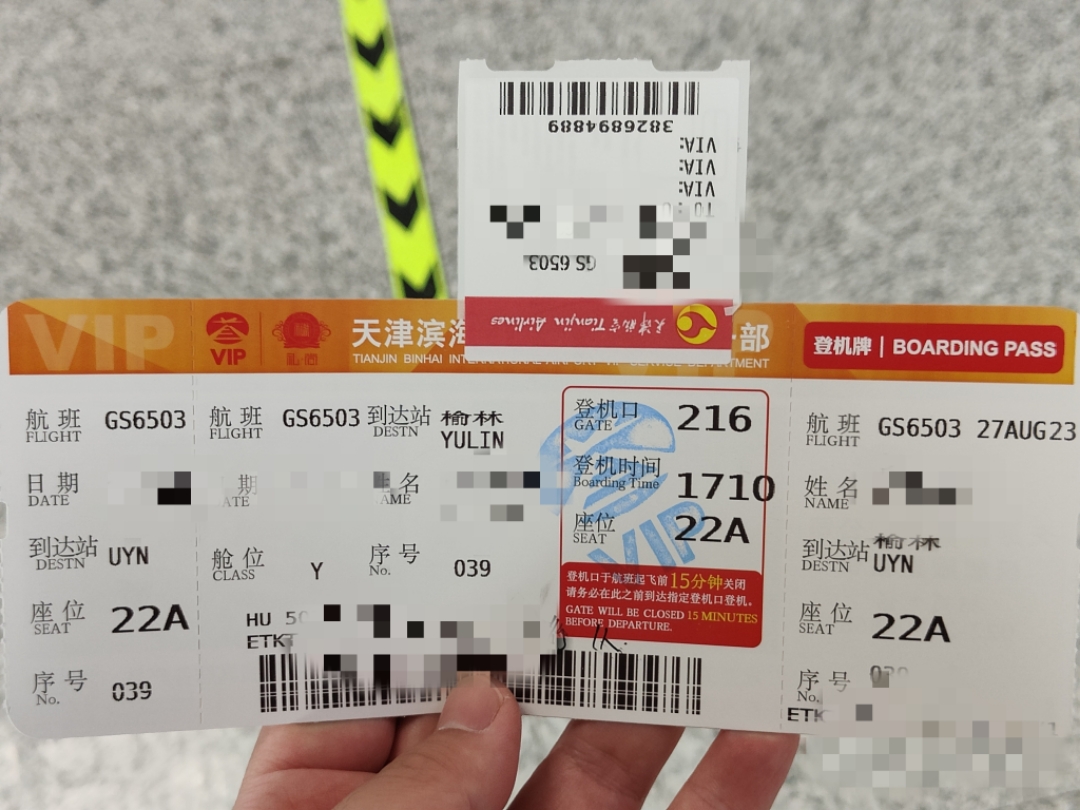 3826894889
VIA:
VIA:
VIA:
GS 6503
天津航空 Tianjin Airlines
VIP
VIP
天津滨海
部
TIANJIN BINHAI INTERNATIONAL AIRPORT VIP SERVICE DEPARTMENT
登机牌 | BOARDING PASS
航班 GS6503
FLIGHT
日期
DATE
到达站 UYN
DESTN
座位 22A
SEAT
序号 039
No.
航班 GS6503 到达站 榆林
FLIGHT DESTN YULIN
期 名
舱位 Y 序号 039
CLASS No.
HU
登机口 216
GATE
登机时间 1710
Boarding Time
座位 22A
SEAT
VIP
登机口于航班起飞前15分钟关闭
请务必在此之前到达指定登机口登机。
GATE WILL BE CLOSED 15 MINUTES
BEFORE DEPARTURE.
航班 GS6503 27AUG23
FLIGHT
姓名
NAME
到达站 榆林
DESTN UYN
座位 22A
SEAT
序号
No.